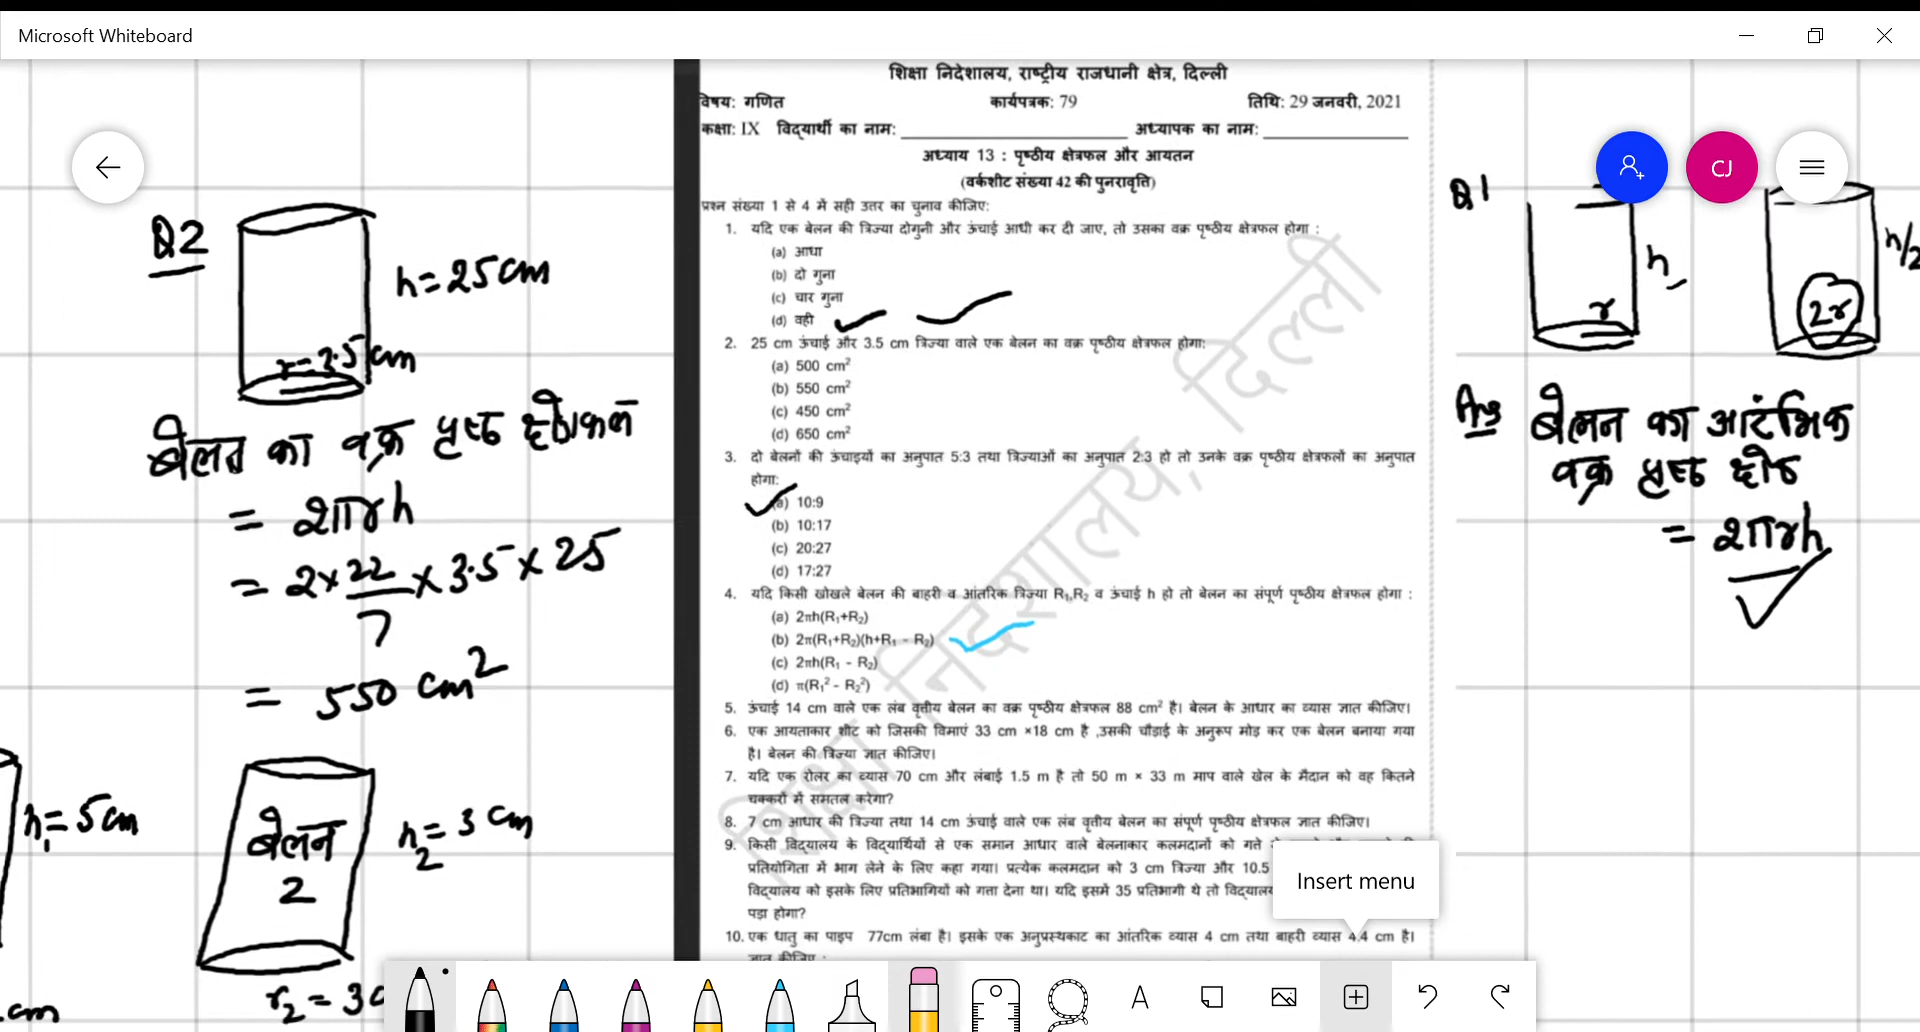 Microsoft Whiteboard
शिक्षा निदेशालय, राष्ट्रीय राजधानी क्षेत्र, दिल्ली
विषय: गणित कार्यपत्रक: 79 तिथि: 29 जनवरी, 2021
कक्षा: IX विद्यार्थी का नाम: अध्यापक का नाम:
अध्याय 13 : पृष्ठीय क्षेत्रफल और आयतन
(वर्कशीट संख्या 42 की पुनरावृत्ति)
प्रश्न संख्या 1 से 4 में सही उतर का चुनाव कीजिए:
1. यदि एक बेलन की त्रिज्या दोगुनी और ऊंचाई आधी कर दी जाए, तो उसका वक्र पृष्ठीय क्षेत्रफल होगा :
(a) आधा
(b) दो गुना
(c) चार गुना
(d) वही
2. 25 cm ऊंचाई और 3.5 cm त्रिज्या वाले एक बेलन का वक्र पृष्ठीय क्षेत्रफल होगा:
(a) 500 cm²
(b) 550 cm²
(c) 450 cm²
(d) 650 cm²
3. दो बेलनों की ऊंचाइयों का अनुपात 5:3 तथा त्रिज्याओं का अनुपात 2:3 हो तो उनके वक्र पृष्ठीय क्षेत्रफलों का अनुपात
होगा:
(a) 10:9
(b) 10:17
(c) 20:27
(d) 17:27
4. यदि किसी खोखले बेलन की बाहरी व आंतरिक त्रिज्या R₁,R₂ व ऊंचाई h हो तो बेलन का संपूर्ण पृष्ठीय क्षेत्रफल होगा :
(a) 2πh(R₁+R₂)
(b) 2π(R₁+R₂)(h+R₁ - R₂)
(c) 2πh(R₁ - R₂)
(d) π(R₁² - R₂²)
5. ऊंचाई 14 cm वाले एक लंब वृत्तीय बेलन का वक्र पृष्ठीय क्षेत्रफल 88 cm² है। बेलन के आधार का व्यास ज्ञात कीजिए।
6. एक आयताकार शीट को जिसकी विमाएं 33 cm ×18 cm है ,उसकी चौड़ाई के अनुरूप मोड़ कर एक बेलन बनाया गया
है। बेलन की त्रिज्या ज्ञात कीजिए।
7. यदि एक रोलर का व्यास 70 cm और लंबाई 1.5 m है तो 50 m × 33 m माप वाले खेल के मैदान को वह कितने
चक्करों में समतल करेगा?
8. 7 cm आधार की त्रिज्या तथा 14 cm ऊंचाई वाले एक लंब वृत्तीय बेलन का संपूर्ण पृष्ठीय क्षेत्रफल ज्ञात कीजिए।
9. किसी विद्यालय के विद्यार्थियों से एक समान आधार वाले बेलनाकार कलमदानों को गते
प्रतियोगिता में भाग लेने के लिए कहा गया। प्रत्येक कलमदान को 3 cm त्रिज्या और 10.5
विद्यालय को इसके लिए प्रतिभागियों को गत्ता देना था। यदि इसमें 35 प्रतिभागी थे तो विद्यालय
पड़ा होगा?
10. एक धातु का पाइप 77cm लंबा है। इसके एक अनुप्रस्थकाट का आंतरिक व्यास 4 cm तथा बाहरी व्यास 4.4 cm है।
ज्ञात कीजिए :
शिक्षा निदेशालय, दिल्ली
Q2
h=25cm
r=3.5cm
बेलन का वक्र पृष्ठ क्षेत्रफल
= 2πrh
= 2×22/7×3.5×25
= 550 cm²
h₁=5cm
बेलन
2
h₂=3 cm
r₂=3c
cm
Q1
h
r
h/2
2r
Ans बेलन का आरंभिक
वक्र पृष्ठ क्षे०
= 2πrh
CJ
Insert menu